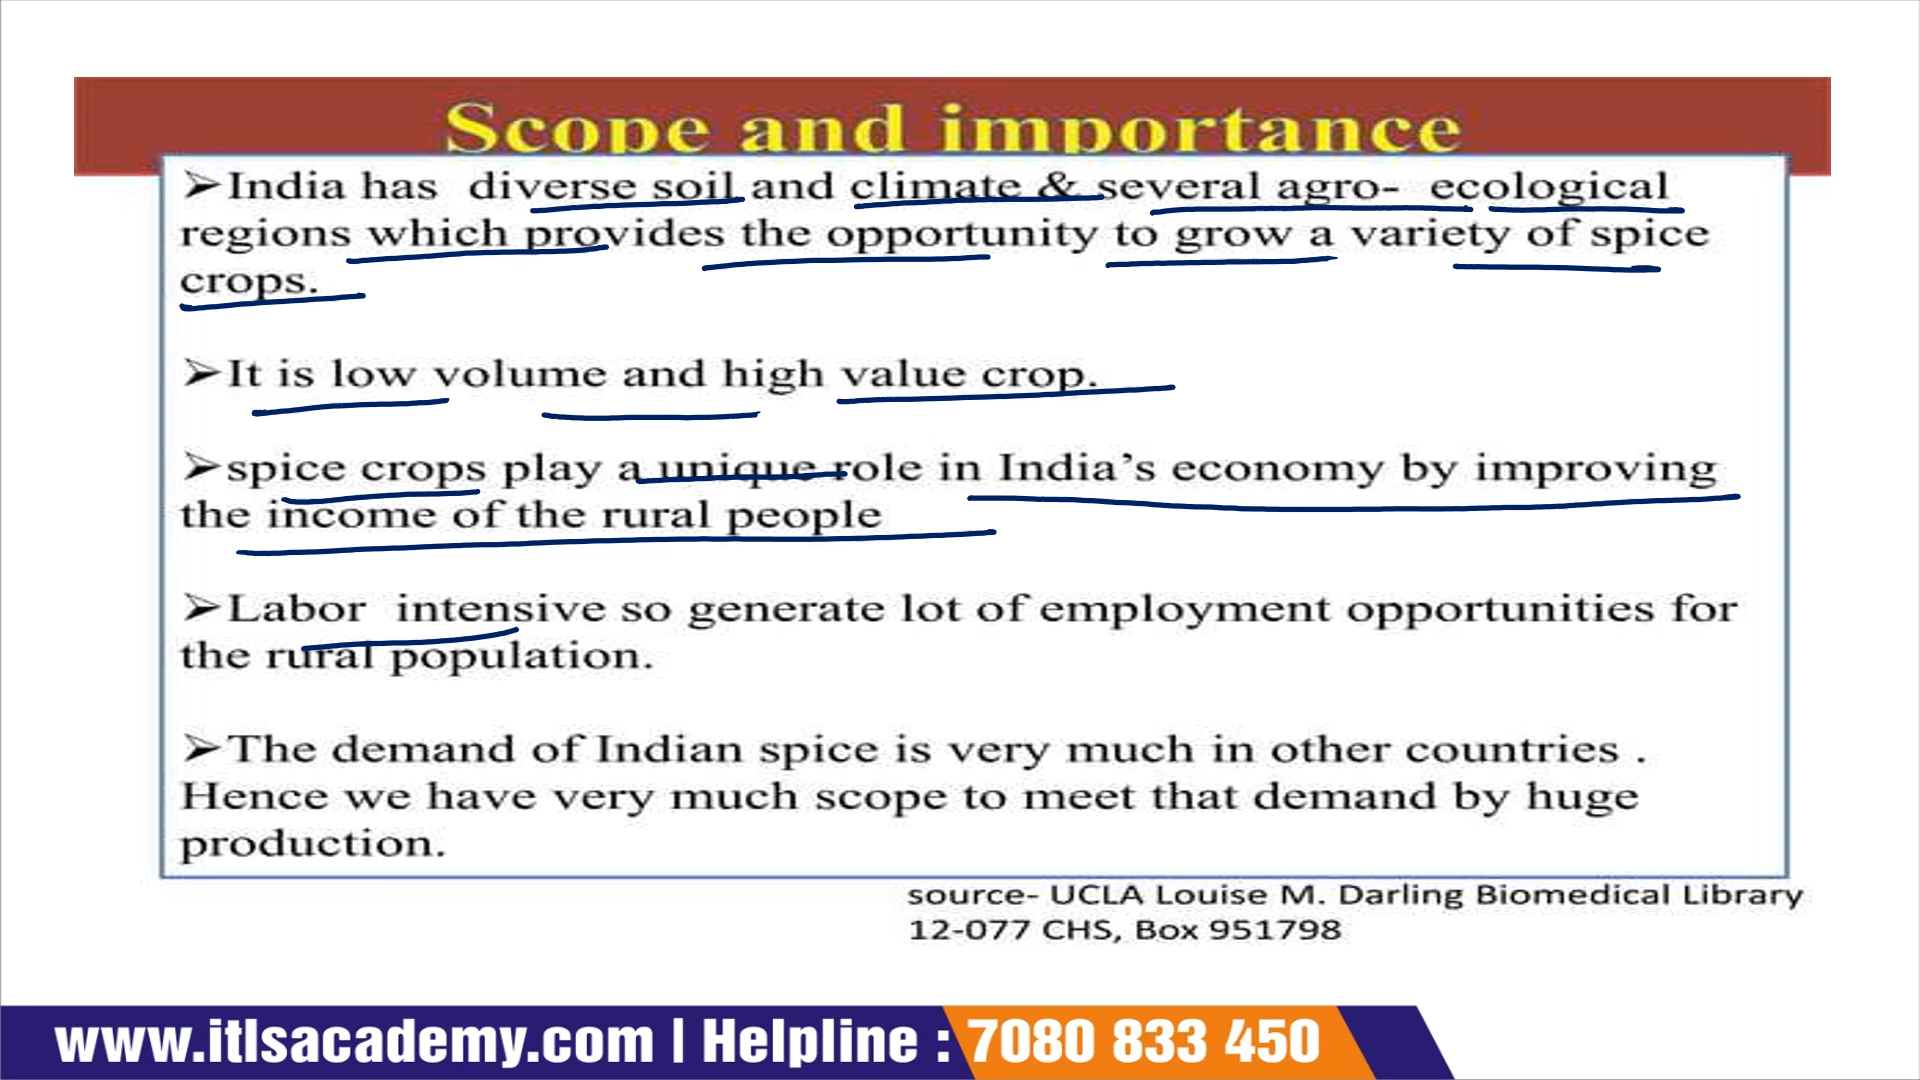 Scope and importance
➢India has diverse soil and climate & several agro- ecological
regions which provides the opportunity to grow a variety of spice
crops.
➢It is low volume and high value crop.
➢spice crops play a unique role in India’s economy by improving
the income of the rural people
➢Labor intensive so generate lot of employment opportunities for
the rural population.
➢The demand of Indian spice is very much in other countries .
Hence we have very much scope to meet that demand by huge
production.
source- UCLA Louise M. Darling Biomedical Library
12-077 CHS, Box 951798
www.itlsacademy.com | Helpline : 7080 833 450